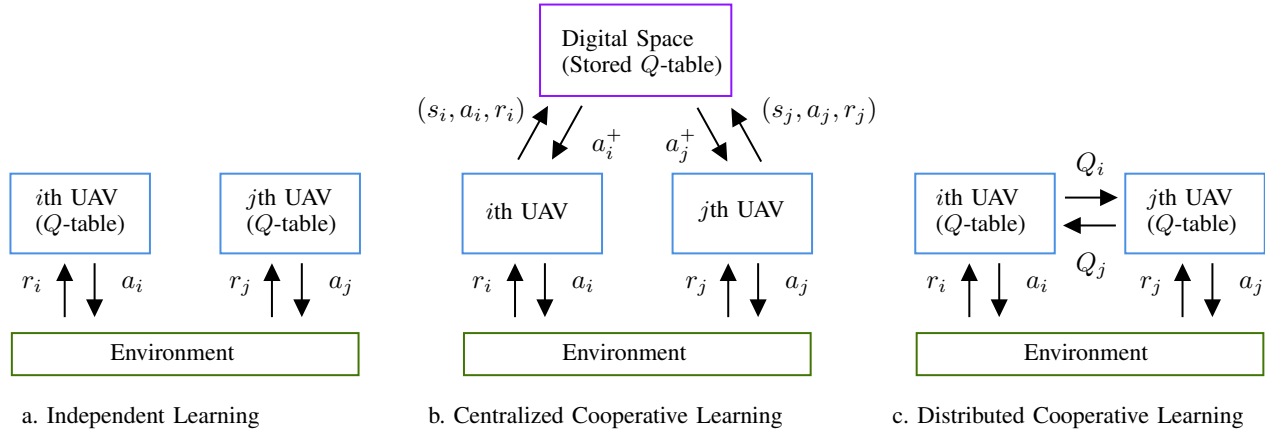 Digital Space
(Stored Q-table)
(s_i, a_i, r_i)
a_i^+
a_j^+
(s_j, a_j, r_j)
ith UAV
(Q-table)
jth UAV
(Q-table)
ith UAV
jth UAV
ith UAV
(Q-table)
Q_i
Q_j
jth UAV
(Q-table)
r_i
a_i
r_j
a_j
r_i
a_i
r_j
a_j
r_i
a_i
r_j
a_j
Environment
Environment
Environment
a. Independent Learning
b. Centralized Cooperative Learning
c. Distributed Cooperative Learning